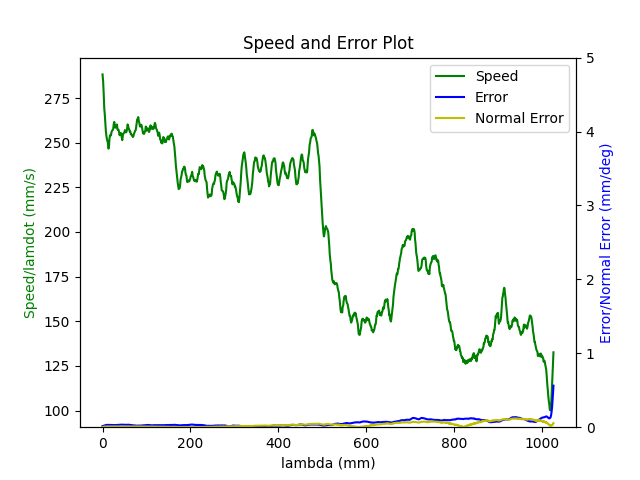 Speed and Error Plot
Speed
Error
Normal Error
Speed/lamdot (mm/s)
275
250
225
200
175
150
125
100
5
4
3
2
1
0
Error/Normal Error (mm/deg)
0
200
400
600
800
1000
lambda (mm)